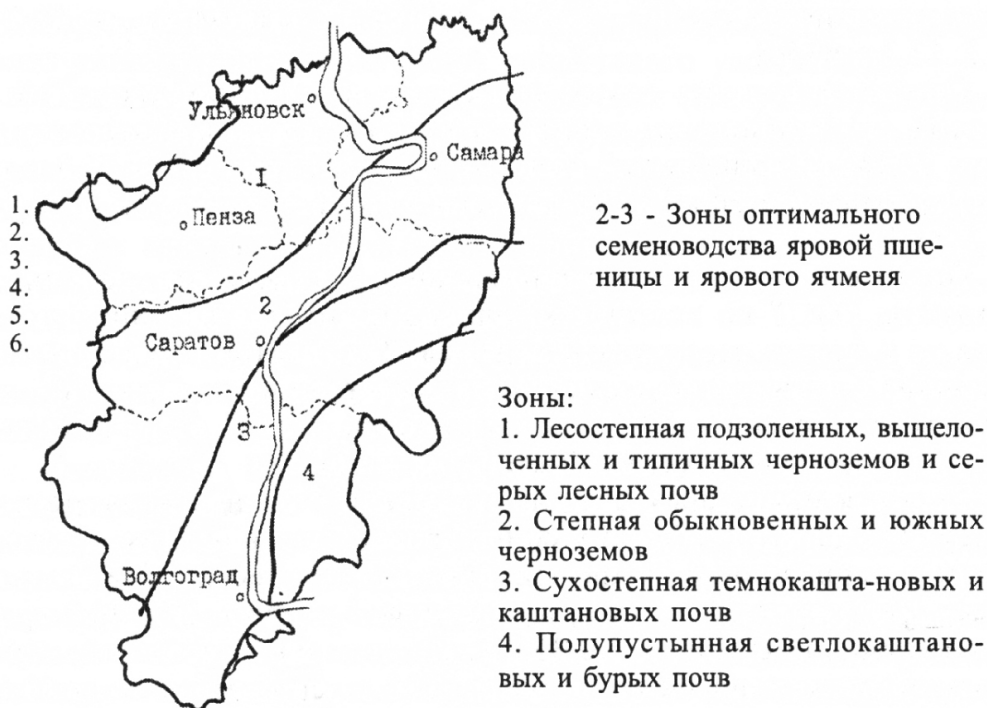 Ульяновск
Самара
I
1.
Пенза
2.
3.
4.
5.
6.
2
Саратов
3
4
Волгоград
2-3 - Зоны оптимального
семеноводства яровой пше-
ницы и ярового ячменя
Зоны:
1. Лесостепная подзоленных, выщело-
ченных и типичных черноземов и се-
рых лесных почв
2. Степная обыкновенных и южных
черноземов
3. Сухостепная темнокашта-новых и
каштановых почв
4. Полупустынная светлокаштано-
вых и бурых почв